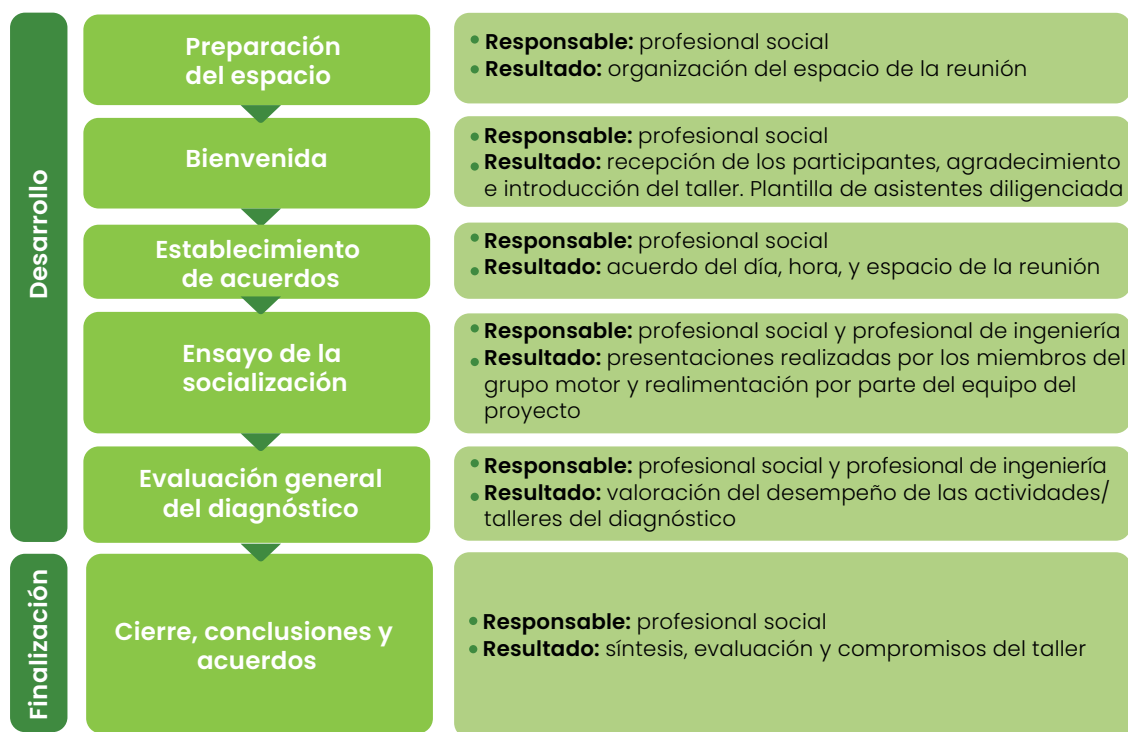 Desarrollo
Preparación
del espacio
• Responsable: profesional social
• Resultado: organización del espacio de la reunión
Bienvenida
• Responsable: profesional social
• Resultado: recepción de los participantes, agradecimiento
e introducción del taller. Plantilla de asistentes diligenciada
Establecimiento
de acuerdos
• Responsable: profesional social
• Resultado: acuerdo del día, hora, y espacio de la reunión
Ensayo de la
socialización
• Responsable: profesional social y profesional de ingeniería
• Resultado: presentaciones realizadas por los miembros del
grupo motor y realimentación por parte del equipo del
proyecto
Evaluación general
del diagnóstico
• Responsable: profesional social y profesional de ingeniería
• Resultado: valoración del desempeño de las actividades/
talleres del diagnóstico
Finalización
Cierre, conclusiones y
acuerdos
• Responsable: profesional social
• Resultado: síntesis, evaluación y compromisos del taller